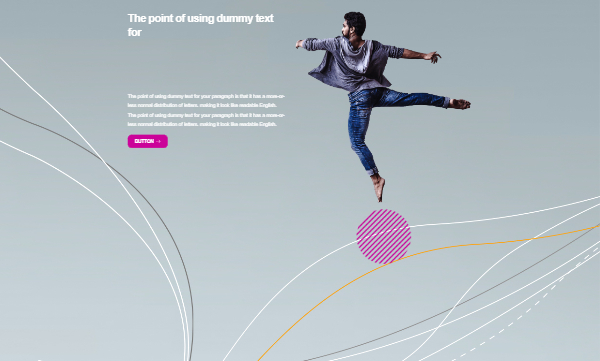 The point of using dummy text
for
The point of using dummy text for your paragraph is that it has a more-or-
less normal distribution of letters. making it look like readable English.
The point of using dummy text for your paragraph is that it has a more-or-
less normal distribution of letters. making it look like readable English.
BUTTON →